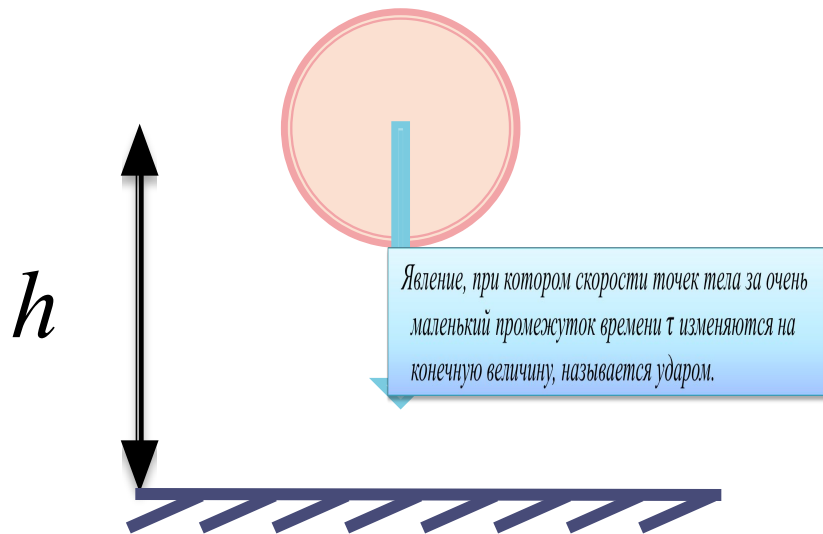 h
Явление, при котором скорости точек тела за очень
маленький промежуток времени τ изменяются на
конечную величину, называется ударом.